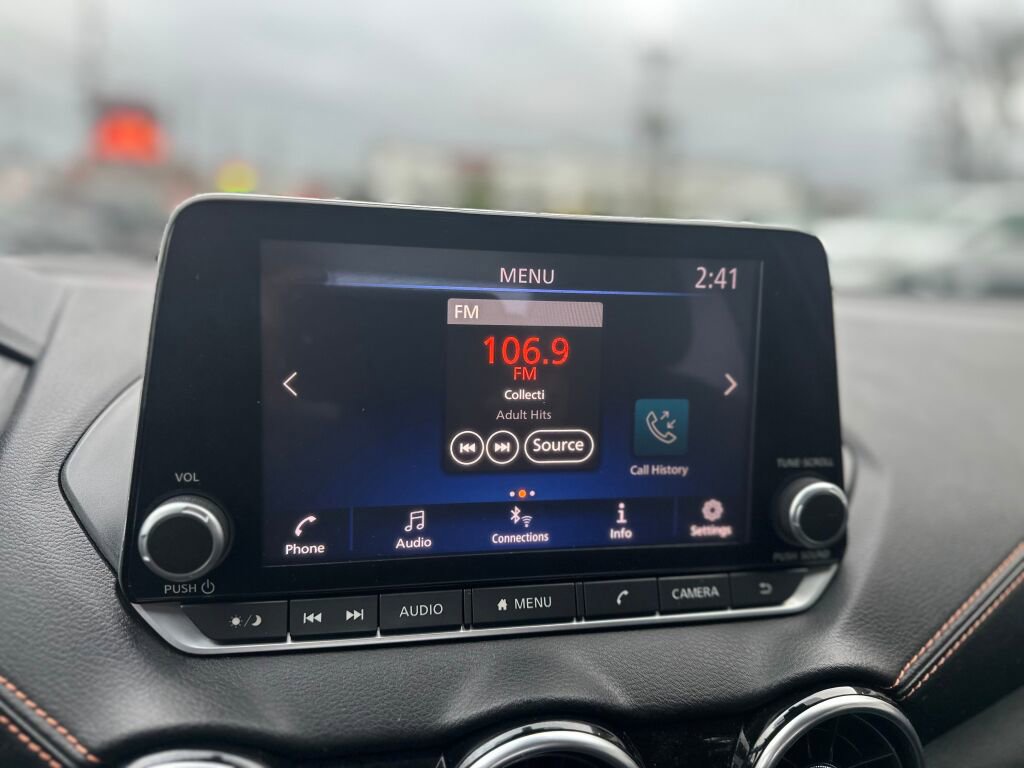 MENU 2:41
FM
106.9
FM
Collecti
Adult Hits
Source
Call History
VOL
TUNE·SCROLL
Phone Audio Connections Info Settings
PUSH
PUSH SOUND
AUDIO MENU CAMERA